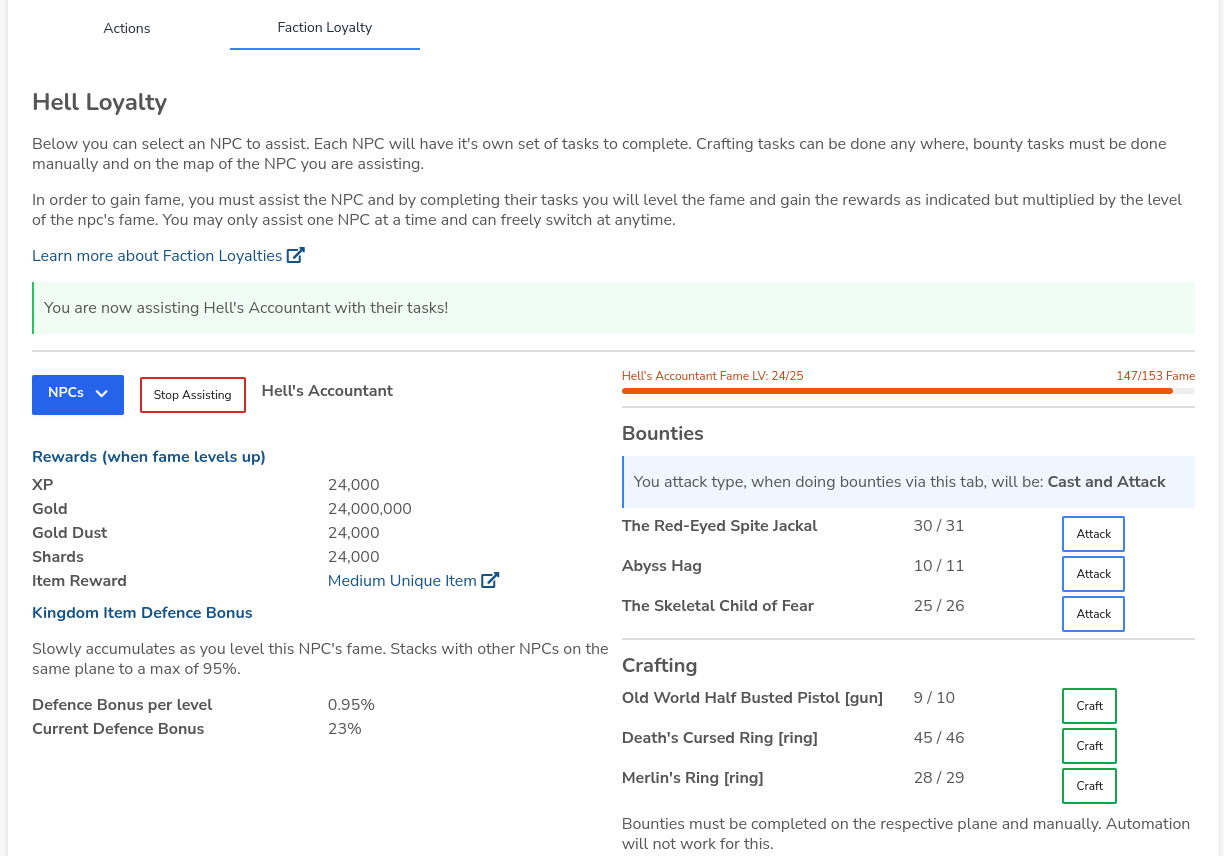 Actions
Faction Loyalty
Hell Loyalty
Below you can select an NPC to assist. Each NPC will have it's own set of tasks to complete. Crafting tasks can be done any where, bounty tasks must be done
manually and on the map of the NPC you are assisting.
In order to gain fame, you must assist the NPC and by completing their tasks you will level the fame and gain the rewards as indicated but multiplied by the level
of the npc's fame. You may only assist one NPC at a time and can freely switch at anytime.
Learn more about Faction Loyalties
You are now assisting Hell's Accountant with their tasks!
NPCs
Stop Assisting
Hell's Accountant
Rewards (when fame levels up)
XP 24,000
Gold 24,000,000
Gold Dust 24,000
Shards 24,000
Item Reward Medium Unique Item
Kingdom Item Defence Bonus
Slowly accumulates as you level this NPC's fame. Stacks with other NPCs on the
same plane to a max of 95%.
Defence Bonus per level 0.95%
Current Defence Bonus 23%
Hell's Accountant Fame LV: 24/25 147/153 Fame
Bounties
You attack type, when doing bounties via this tab, will be: Cast and Attack
The Red-Eyed Spite Jackal 30 / 31 Attack
Abyss Hag 10 / 11 Attack
The Skeletal Child of Fear 25 / 26 Attack
Crafting
Old World Half Busted Pistol [gun] 9 / 10 Craft
Death's Cursed Ring [ring] 45 / 46 Craft
Merlin's Ring [ring] 28 / 29 Craft
Bounties must be completed on the respective plane and manually. Automation
will not work for this.